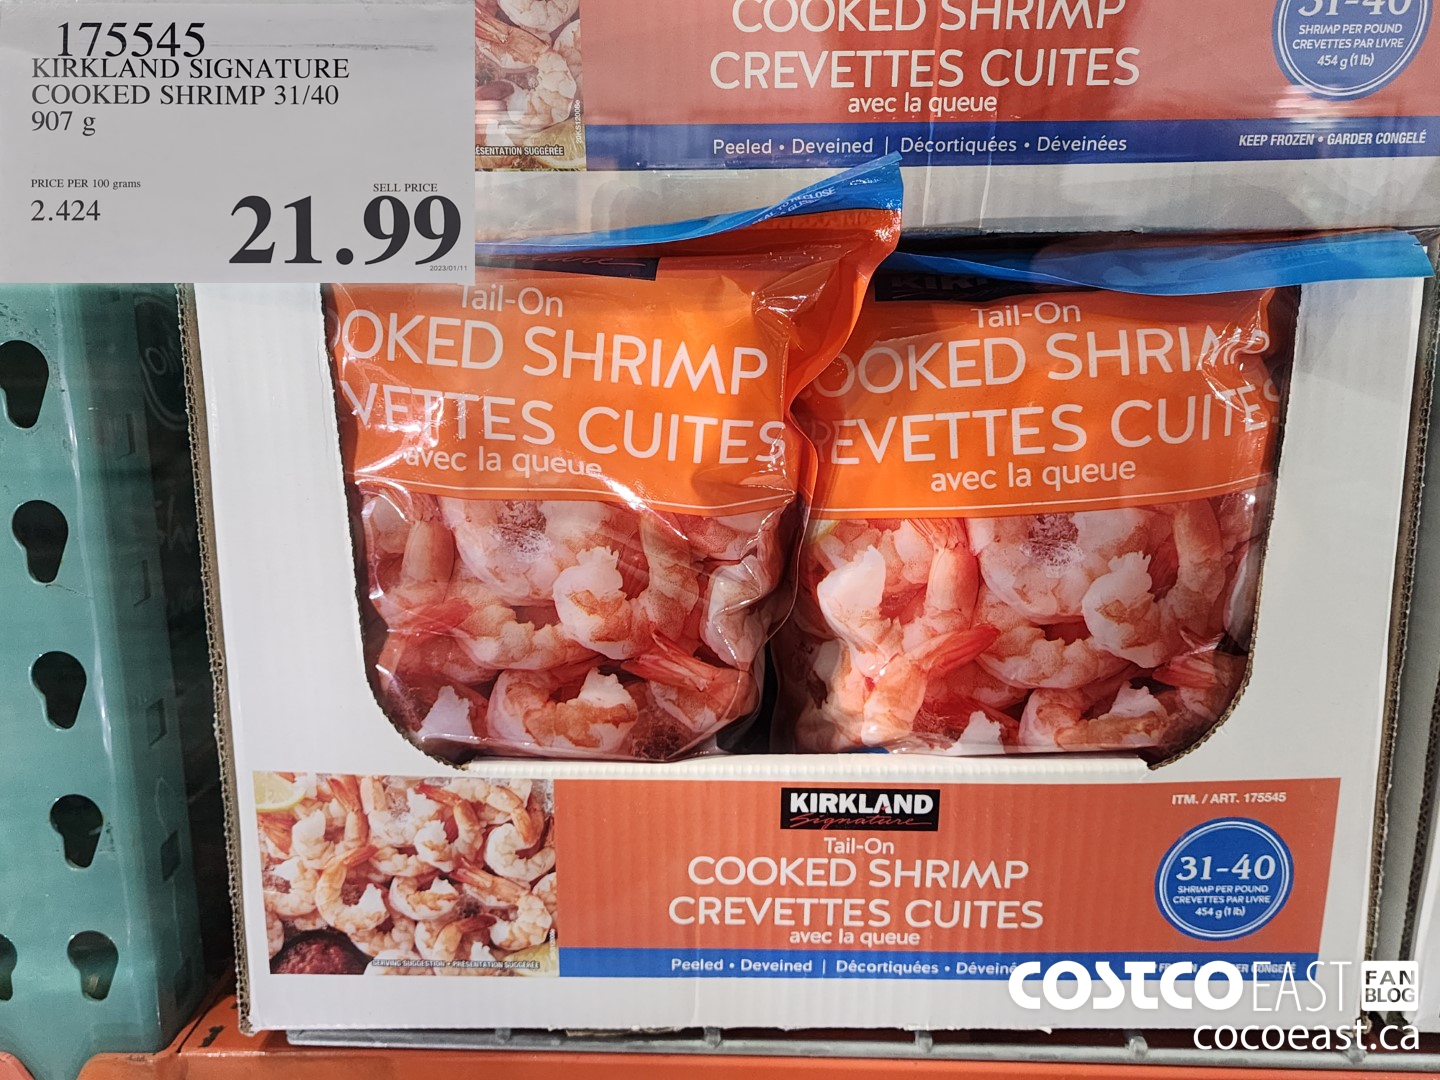 175545
KIRKLAND SIGNATURE
COOKED SHRIMP 31/40
907 g
PRICE PER 100 grams
2.424
SELL PRICE
21.99
2023/01/11
COOKED SHRIMP
CREVETTES CUITES
avec la queue
31-40
SHRIMP PER POUND
CREVETTES PAR LIVRE
454 g (1 lb)
Peeled • Deveined | Décortiquées • Déveinées
KEEP FROZEN • GARDER CONGELÉ
ÉSENTATION SUGGÉRÉE
Tail-On
OKED SHRIMP
VETTES CUITES
avec la queue
KIRK
Tail-On
OOKED SHRIMP
EVETTES CUITES
avec la queue
KIRKLAND
Signature
Tail-On
COOKED SHRIMP
CREVETTES CUITES
avec la queue
ITM. / ART. 175545
31-40
SHRIMP PER POUND
CREVETTES PAR LIVRE
454 g (1 lb)
SERVING SUGGESTION • PRÉSENTATION SUGGÉRÉE
Peeled • Deveined | Décortiquées • Déveiné
COSTCO EAST FAN BLOG
cocoeast.ca